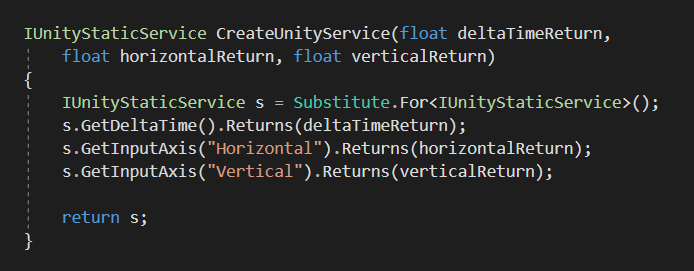 IUnityStaticService CreateUnityService(float deltaTimeReturn,
    float horizontalReturn, float verticalReturn)
{
    IUnityStaticService s = Substitute.For<IUnityStaticService>();
    s.GetDeltaTime().Returns(deltaTimeReturn);
    s.GetInputAxis("Horizontal").Returns(horizontalReturn);
    s.GetInputAxis("Vertical").Returns(verticalReturn);

    return s;
}